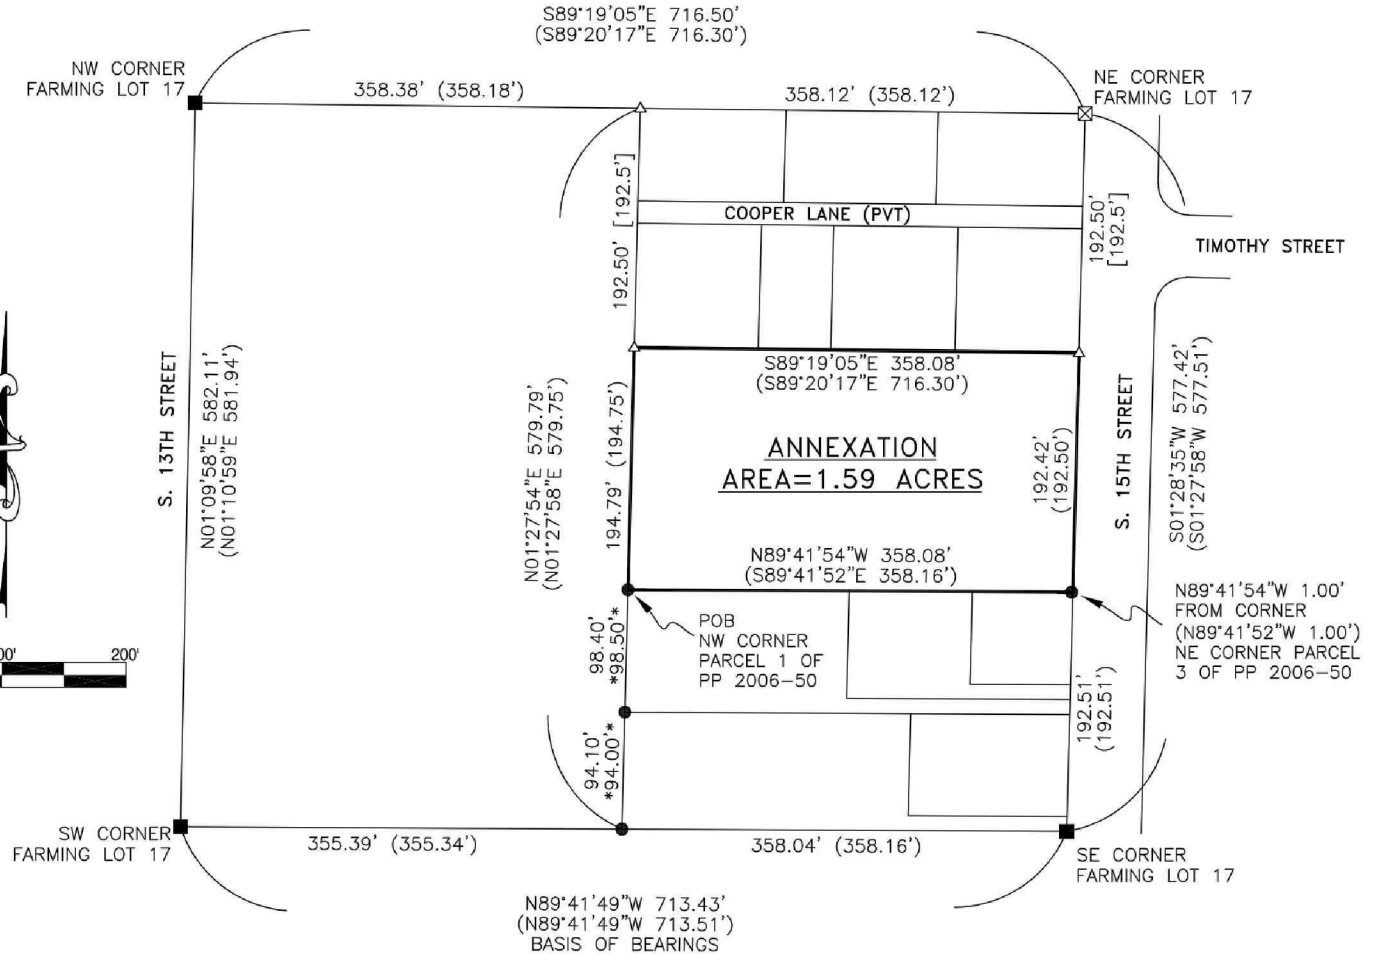 S89°19'05"E 716.50'
(S89°20'17"E 716.30')
NW CORNER
FARMING LOT 17
358.38' (358.18')
358.12' (358.12')
NE CORNER
FARMING LOT 17
192.50' [192.5']
COOPER LANE (PVT)
192.50'
[192.5']
TIMOTHY STREET
S. 13TH STREET
N01°09'58"E 582.11'
(N01°10'59"E 581.94')
S89°19'05"E 358.08'
(S89°20'17"E 716.30')
N01°27'54"E 579.79'
(N01°27'58"E 579.75')
194.79' (194.75')
ANNEXATION
AREA=1.59 ACRES
192.42'
(192.50')
S. 15TH STREET
S01°28'35"W 577.42'
(S01°27'58"W 577.51')
N89°41'54"W 358.08'
(S89°41'52"E 358.16')
N89°41'54"W 1.00'
FROM CORNER
(N89°41'52"W 1.00')
NE CORNER PARCEL
3 OF PP 2006-50
POB
NW CORNER
PARCEL 1 OF
PP 2006-50
98.40'
*98.50'*
200'
192.51'
(192.51')
94.10'
*94.00'*
SW CORNER
FARMING LOT 17
355.39' (355.34')
358.04' (358.16')
SE CORNER
FARMING LOT 17
N89°41'49"W 713.43'
(N89°41'49"W 713.51')
BASIS OF BEARINGS